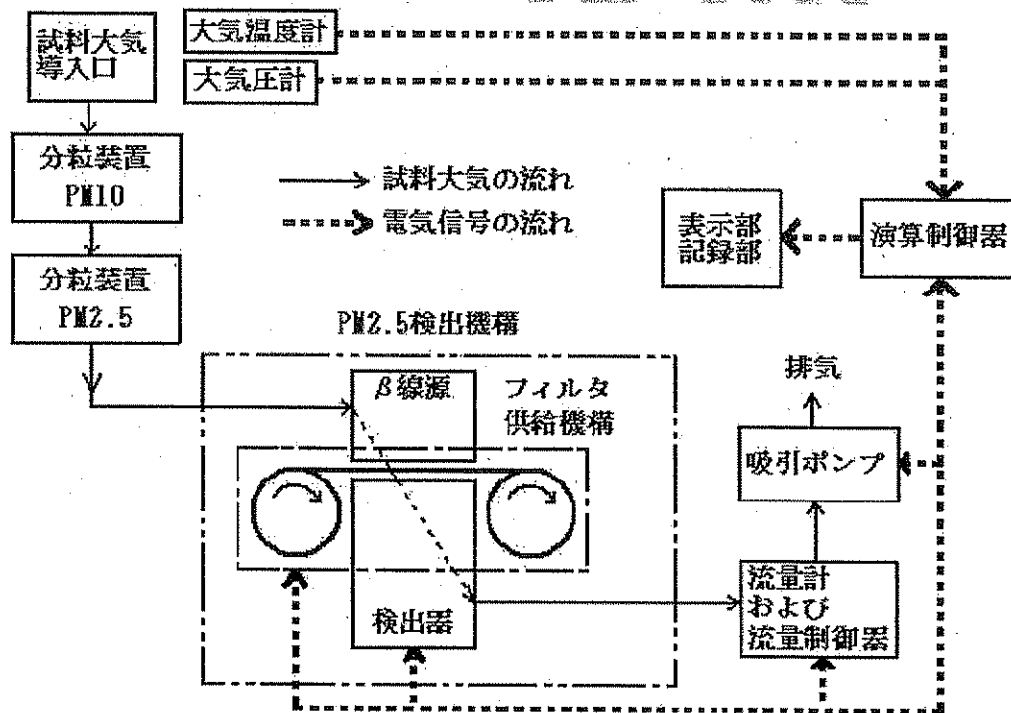 試料大気
導入口
大気温度計
大気圧計
分粒装置
PM10
試料大気の流れ
電気信号の流れ
表示部
記録部
演算制御器
分粒装置
PM2.5
PM2.5検出機構
β線源
フィルタ
供給機構
排気
吸引ポンプ
検出器
流量計
および
流量制御器